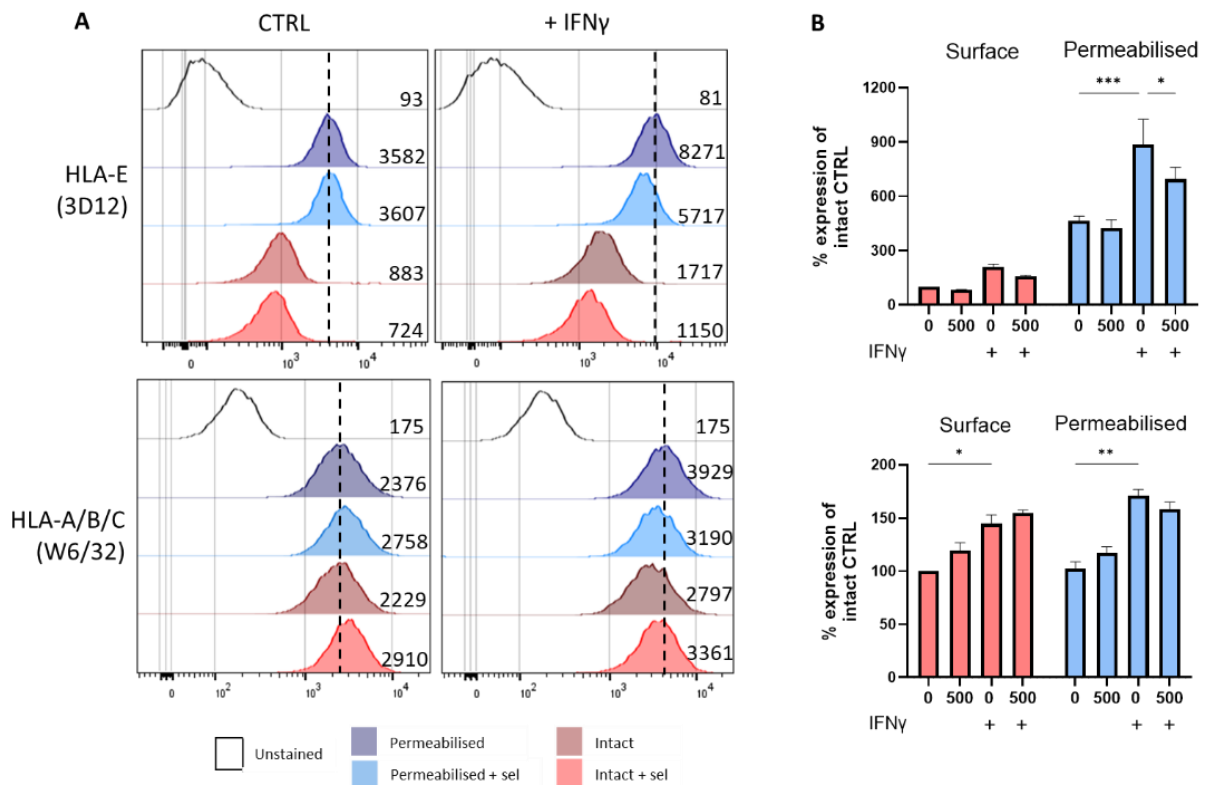 A
CTRL
+ IFNγ
HLA-E
(3D12)
93
3582
3607
883
724
0
10³
10⁴
81
8271
5717
1717
1150
0
10³
10⁴
HLA-A/B/C
(W6/32)
175
2376
2758
2229
2910
0
10²
10³
10⁴
175
3929
3190
2797
3361
0
10²
10³
10⁴
Unstained
Permeabilised
Permeabilised + sel
Intact
Intact + sel
B
Surface
Permeabilised
% expression of
intact CTRL
1200
900
600
300
0
*** *
0 500 0 500 0 500 0 500
IFNγ + + + +
Surface
Permeabilised
% expression of
intact CTRL
200
150
100
50
0
* **
0 500 0 500 0 500 0 500
IFNγ + + + +